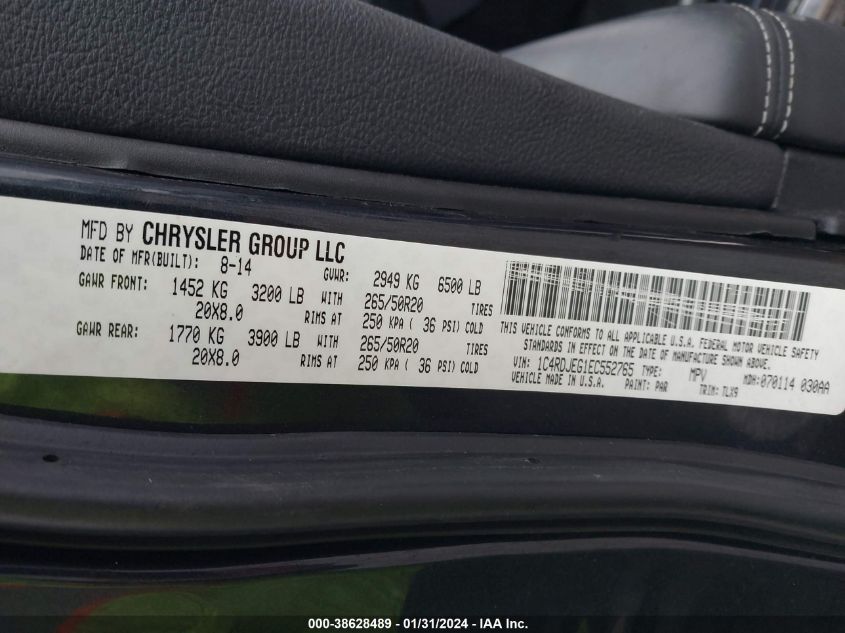 MFD BY CHRYSLER GROUP LLC
DATE OF MFR(BUILT): 8-14 GVWR: 2949 KG 6500 LB
GAWR FRONT: 1452 KG 3200 LB WITH 265/50R20 TIRES
20X8.0 RIMS AT 250 KPA ( 36 PSI) COLD
GAWR REAR: 1770 KG 3900 LB WITH 265/50R20 TIRES
20X8.0 RIMS AT 250 KPA ( 36 PSI) COLD
THIS VEHICLE CONFORMS TO ALL APPLICABLE U.S.A. FEDERAL MOTOR VEHICLE SAFETY
STANDARDS IN EFFECT ON THE DATE OF MANUFACTURE SHOWN ABOVE.
VIN: 1C4RDJEG1EC552765 TYPE: MPV MDH: 070114 030AA
VEHICLE MADE IN U.S.A. PAINT: PAR TRIM: TLX9
000-38628489 - 01/31/2024 - IAA Inc.